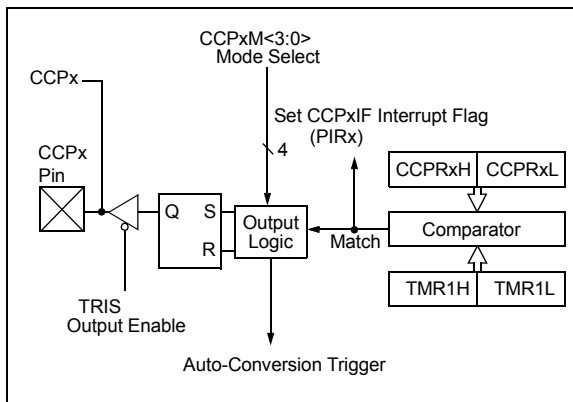 CCPxM<3:0>
Mode Select
CCPx
Set CCPxIF Interrupt Flag
(PIRx)
4
CCPx
Pin
CCPRxH CCPRxL
Q S
R
Output
Logic
Match
Comparator
TRIS
Output Enable
TMR1H TMR1L
Auto-Conversion Trigger